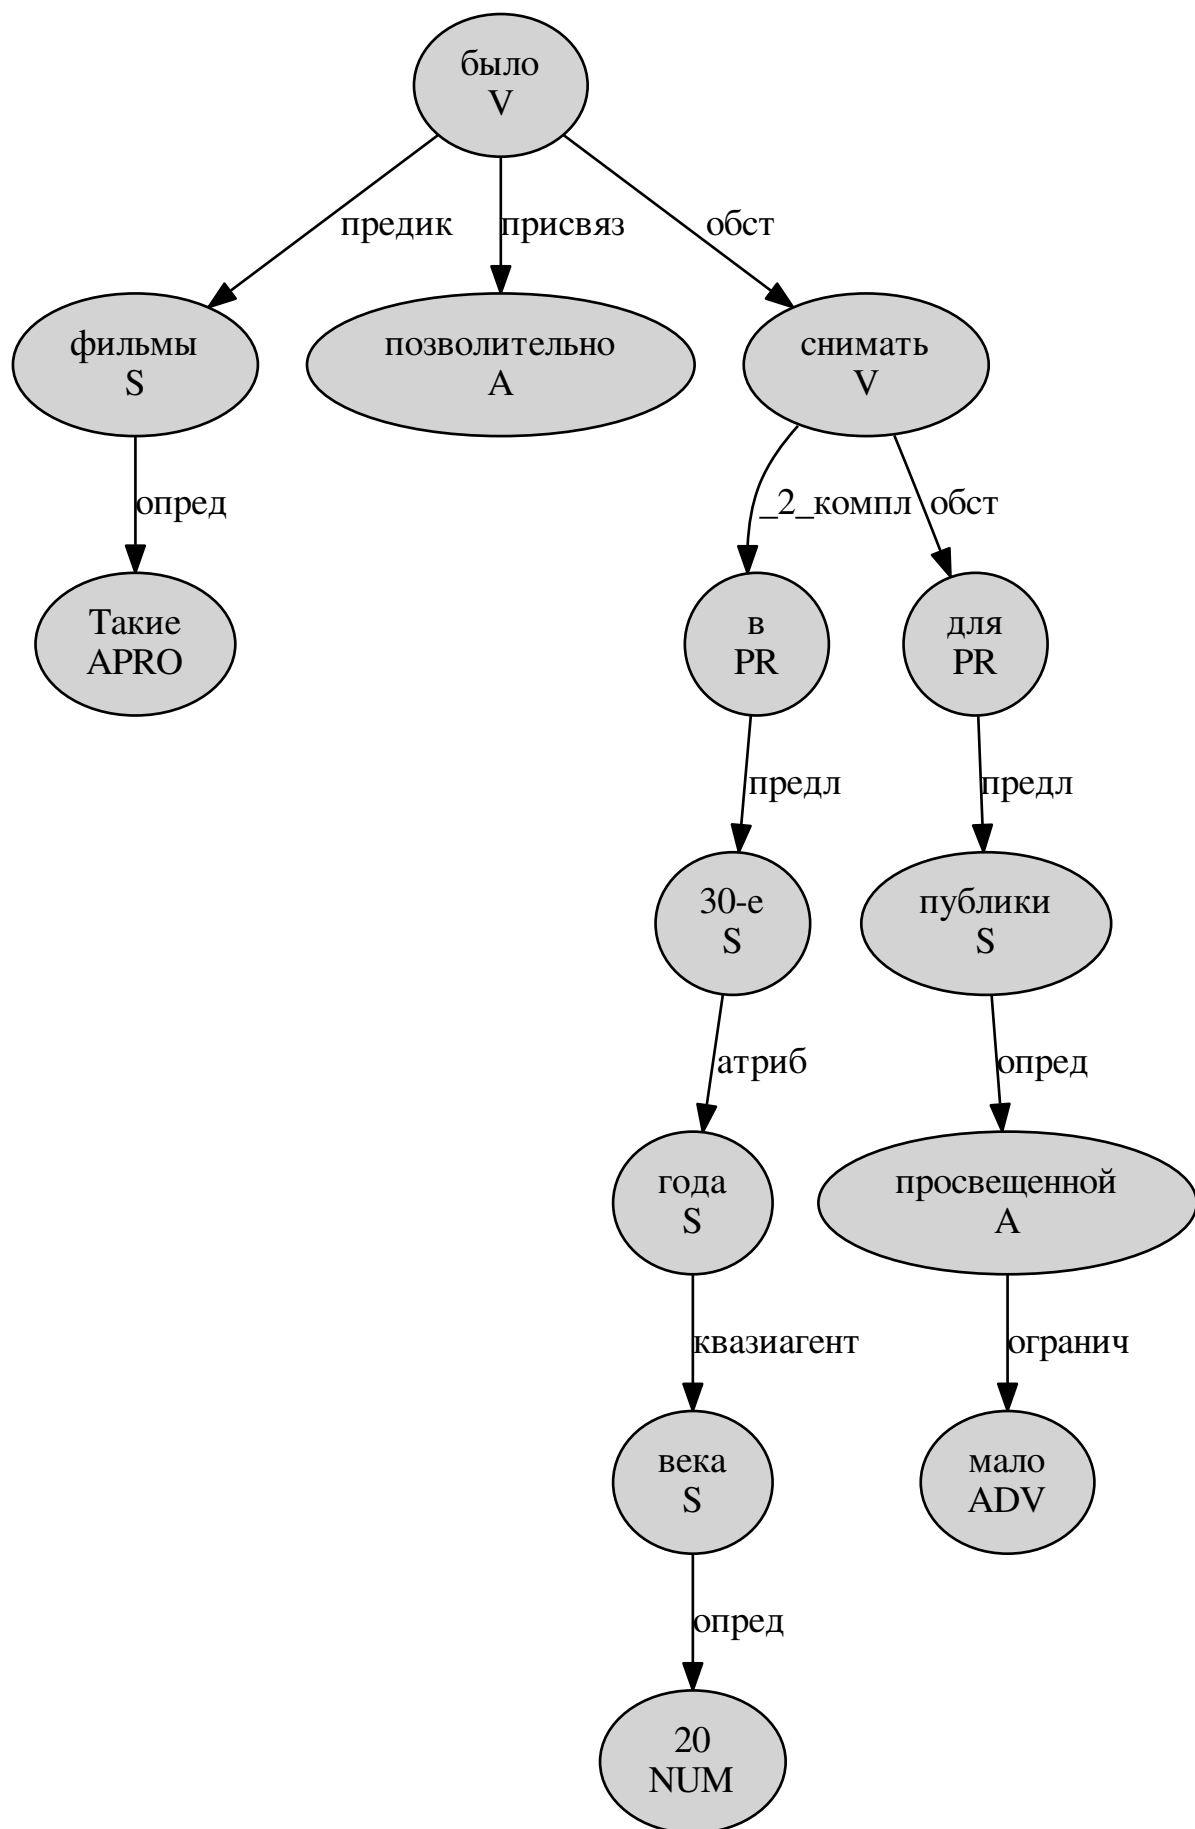 было
V
предик
присвяз
обст
фильмы
S
позволительно
A
снимать
V
опред
_2_компл
обст
Такие
APRO
в
PR
для
PR
предл
предл
30-е
S
публики
S
атриб
опред
года
S
просвещенной
A
квазиагент
огранич
века
S
мало
ADV
опред
20
NUM